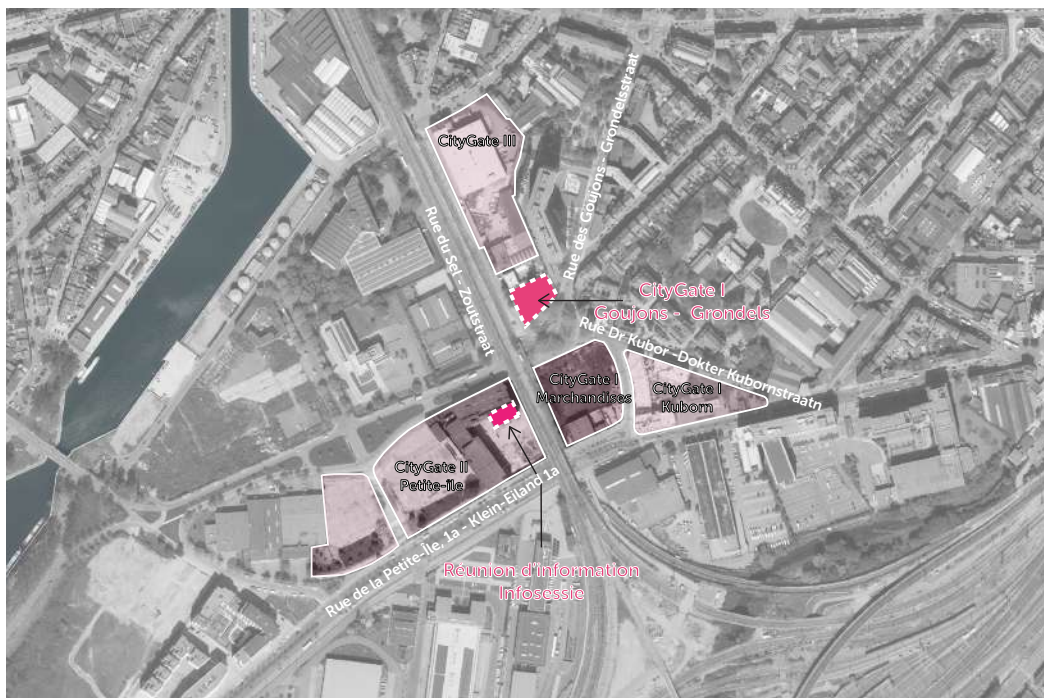 CityGate III
Rue des Goujons - Grondelsstraat
Rue du Sel - Zoutstraat
CityGate I
Goujons - Grondels
Rue Dr Kubor -Dokter Kubornstraatn
CityGate I
Marchandises
CityGate I
Kuborn
CityGate II
Petite-île
Rue de la Petite-Île, 1a - Klein-Eiland 1a
Réunion d'information
Infosessie